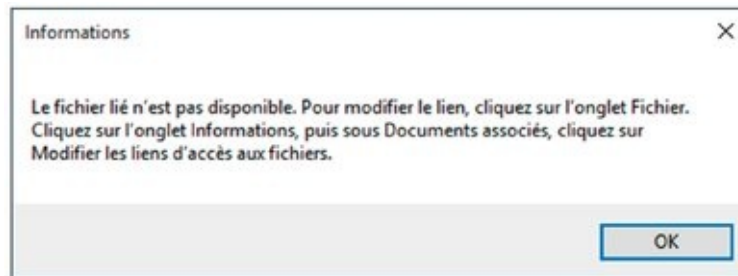 Informations
Le fichier lié n'est pas disponible. Pour modifier le lien, cliquez sur l'onglet Fichier.
Cliquez sur l'onglet Informations, puis sous Documents associés, cliquez sur
Modifier les liens d'accès aux fichiers.
OK